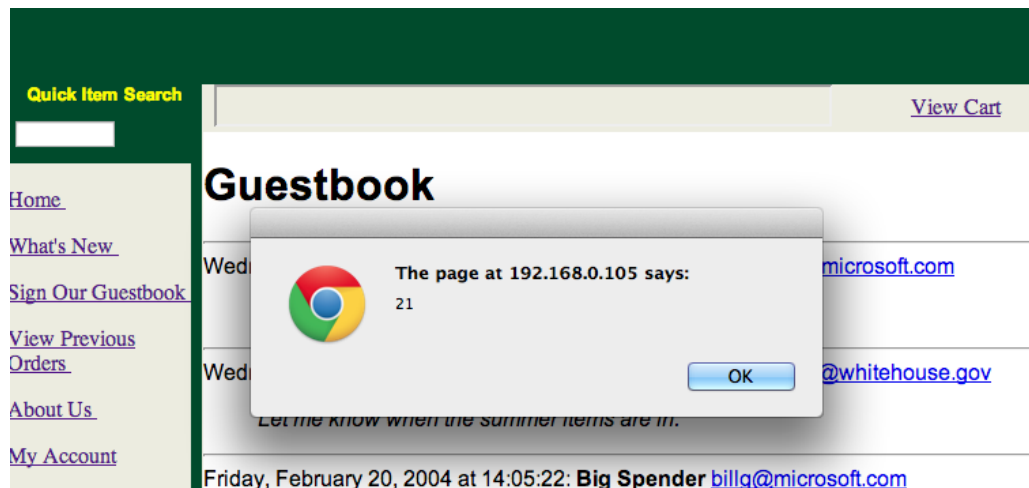 Quick Item Search
View Cart
Guestbook
Home
What's New
Sign Our Guestbook
View Previous
Orders
About Us
My Account
The page at 192.168.0.105 says:
21
OK
microsoft.com
@whitehouse.gov
Let me know when the summer items are in.
Friday, February 20, 2004 at 14:05:22: Big Spender billg@microsoft.com